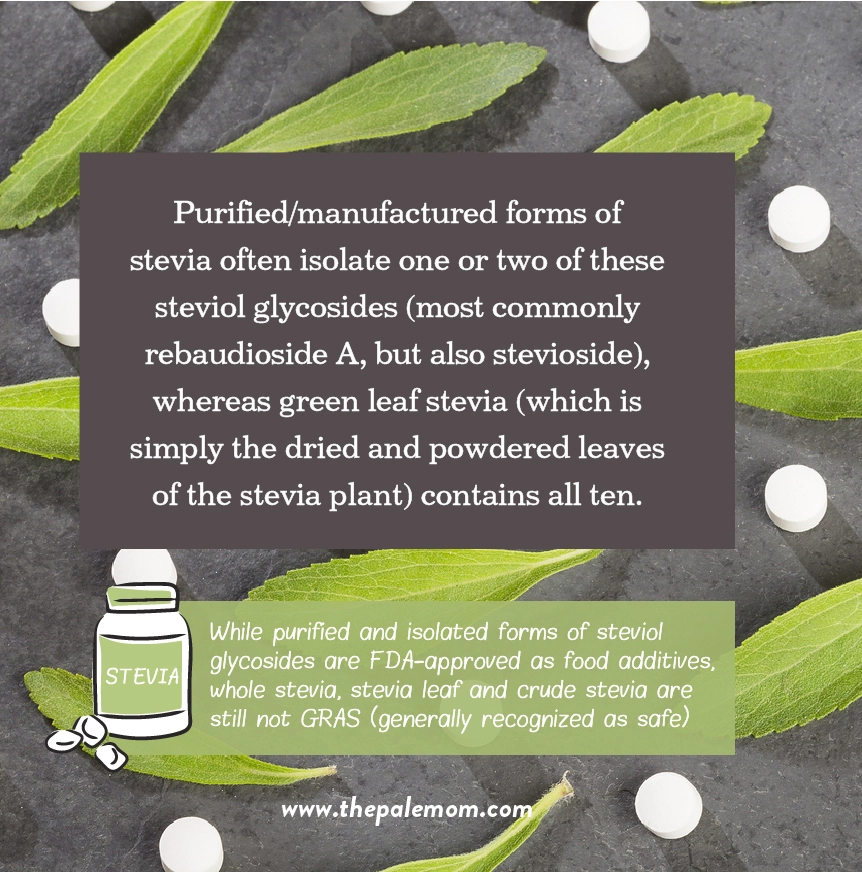 Purified/manufactured forms of
stevia often isolate one or two of these
steviol glycosides (most commonly
rebaudioside A, but also stevioside),
whereas green leaf stevia (which is
simply the dried and powdered leaves
of the stevia plant) contains all ten.
STEVIA
While purified and isolated forms of steviol
glycosides are FDA-approved as food additives,
whole stevia, stevia leaf and crude stevia are
still not GRAS (generally recognized as safe)
www.thepalemom.com